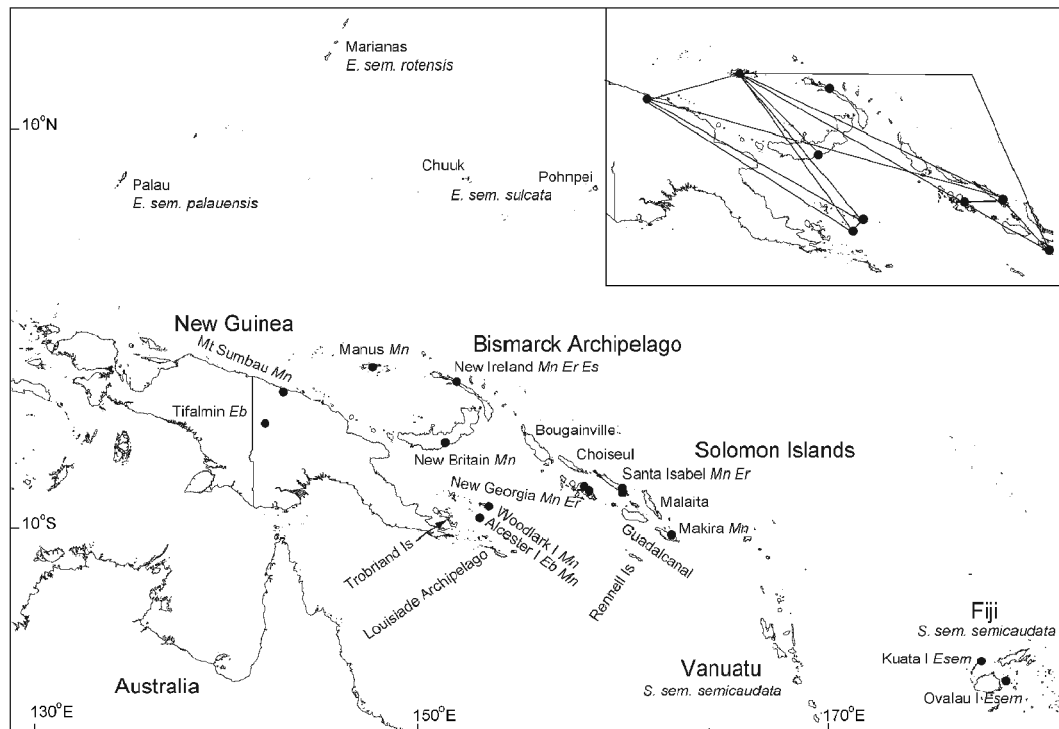 Marianas
E. sem. rotensis
10°N
Palau
E. sem. palauensis
Chuuk
E. sem. sulcata
Pohnpei
New Guinea
Mt Sumbau Mn
Manus Mn
Bismarck Archipelago
New Ireland Mn Er Es
Tifalmin Eb
New Britain Mn
Bougainville
Choiseul
Solomon Islands
Santa Isabel Mn Er
New Georgia Mn Er
Malaita
Makira Mn
Guadalcanal
10°S
Trobriand Is
Woodlark I Mn
Alcester I Eb Mn
Louisiade Archipelago
Rennell Is
Fiji
S. sem. semicaudata
Kuata I Esem
Ovalau I Esem
Vanuatu
S. sem. semicaudata
Australia
130°E
150°E
170°E